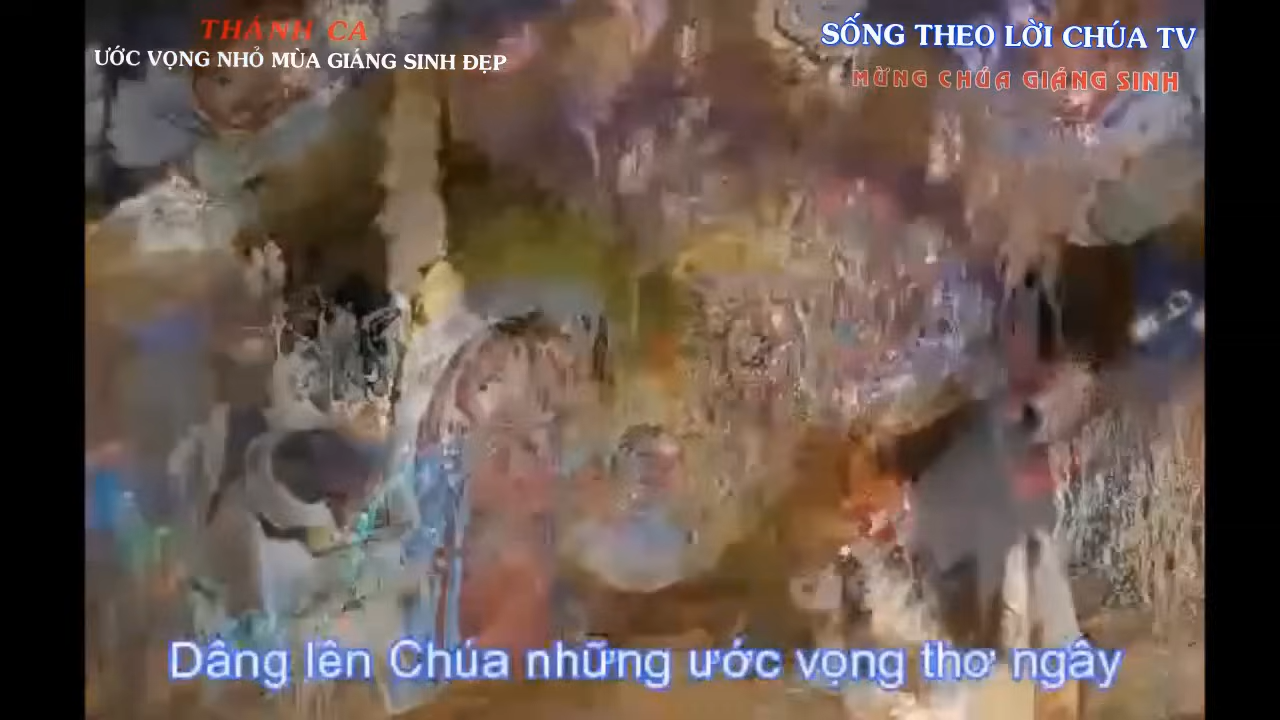 THÁNH CA
ƯỚC VỌNG NHỎ MÙA GIÁNG SINH ĐẸP
SỐNG THEO LỜI CHÚA TV
MỪNG CHÚA GIÁNG SINH
Dâng lên Chúa những ước vọng thơ ngây